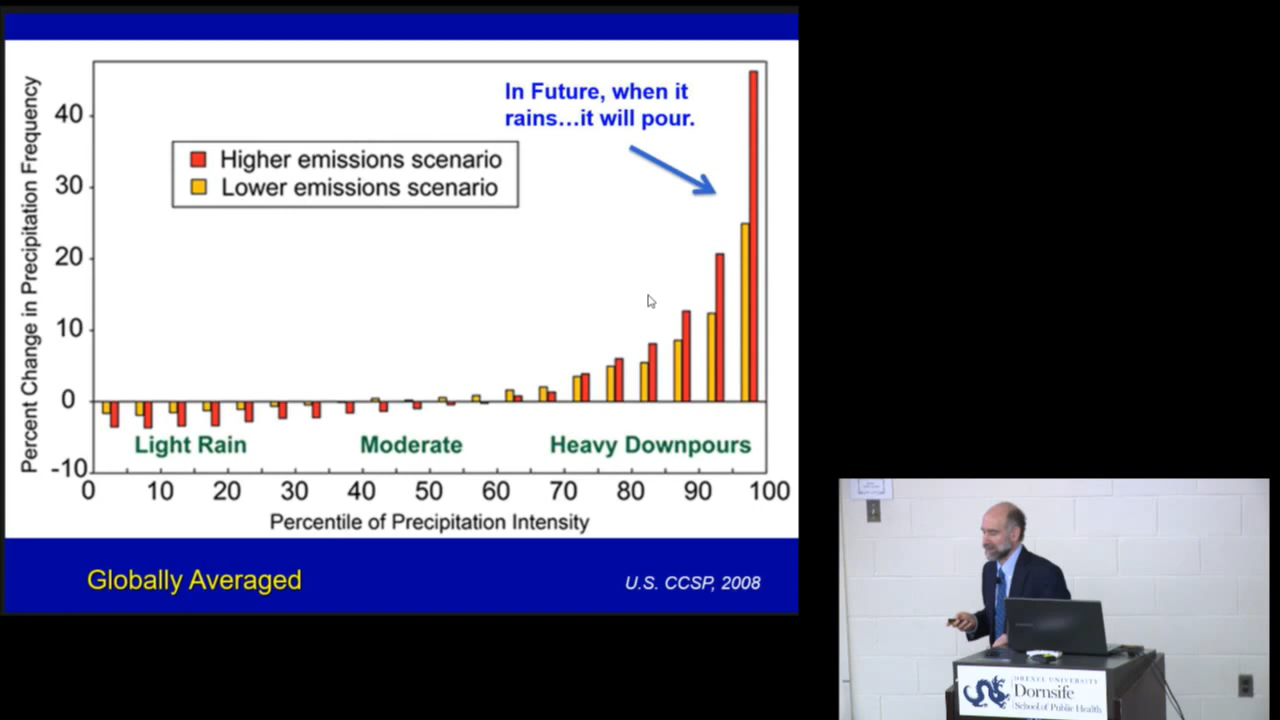 In Future, when it
rains...it will pour.
Higher emissions scenario
Lower emissions scenario
Percent Change in Precipitation Frequency
40
30
20
10
0
-10
Light Rain
Moderate
Heavy Downpours
0 10 20 30 40 50 60 70 80 90 100
Percentile of Precipitation Intensity
Globally Averaged
U.S. CCSP, 2008
DREXEL UNIVERSITY
Dornsife
School of Public Health